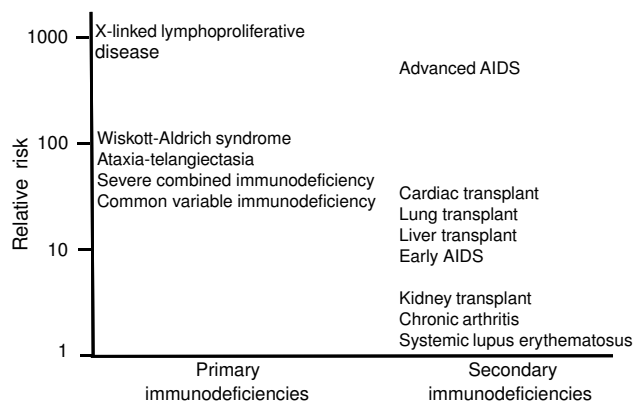 Relative risk
1000
100
10
1
X-linked lymphoproliferative
disease
Wiskott-Aldrich syndrome
Ataxia-telangiectasia
Severe combined immunodeficiency
Common variable immunodeficiency
Advanced AIDS
Cardiac transplant
Lung transplant
Liver transplant
Early AIDS
Kidney transplant
Chronic arthritis
Systemic lupus erythematosus
Primary
immunodeficiencies
Secondary
immunodeficiencies